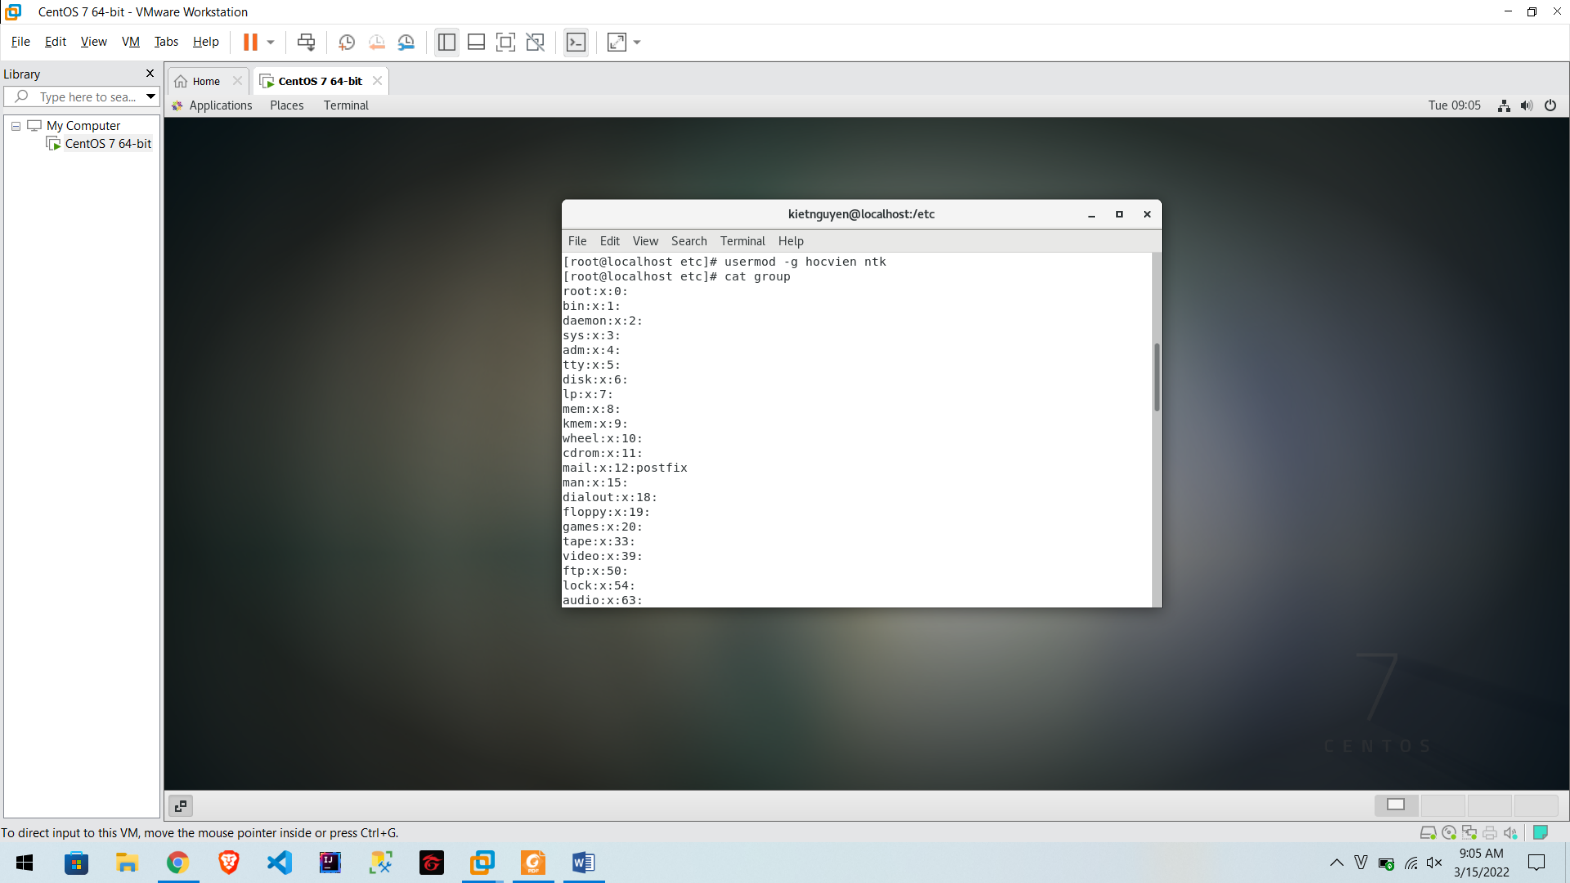 CentOS 7 64-bit - VMware Workstation
File Edit View VM Tabs Help
Library
Type here to sea...
My Computer
CentOS 7 64-bit
Home
CentOS 7 64-bit
Applications Places Terminal
Tue 09:05
kietnguyen@localhost:/etc
File Edit View Search Terminal Help
[root@localhost etc]# usermod -g hocvien ntk
[root@localhost etc]# cat group
root:x:0:
bin:x:1:
daemon:x:2:
sys:x:3:
adm:x:4:
tty:x:5:
disk:x:6:
lp:x:7:
mem:x:8:
kmem:x:9:
wheel:x:10:
cdrom:x:11:
mail:x:12:postfix
man:x:15:
dialout:x:18:
floppy:x:19:
games:x:20:
tape:x:33:
video:x:39:
ftp:x:50:
lock:x:54:
audio:x:63:
7
CENTOS
To direct input to this VM, move the mouse pointer inside or press Ctrl+G.
9:05 AM
3/15/2022